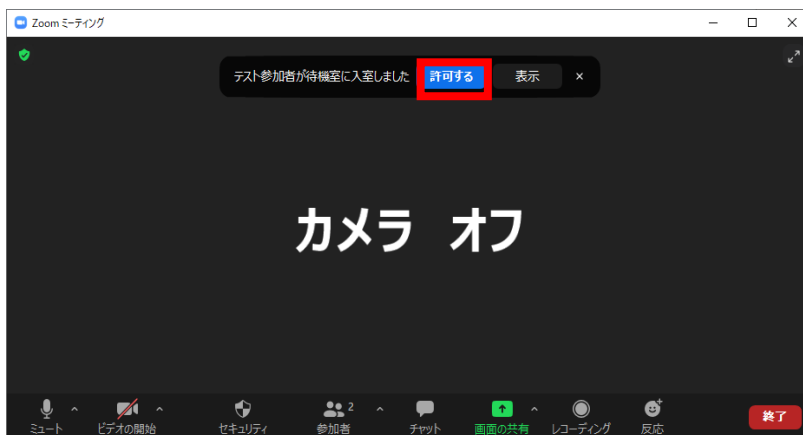 Zoom ミーティング
テスト参加者が待機室に入室しました 許可する 表示
カメラ オフ
2
ミュート ビデオの開始 セキュリティ 参加者 チャット 画面の共有 レコーディング 反応 終了